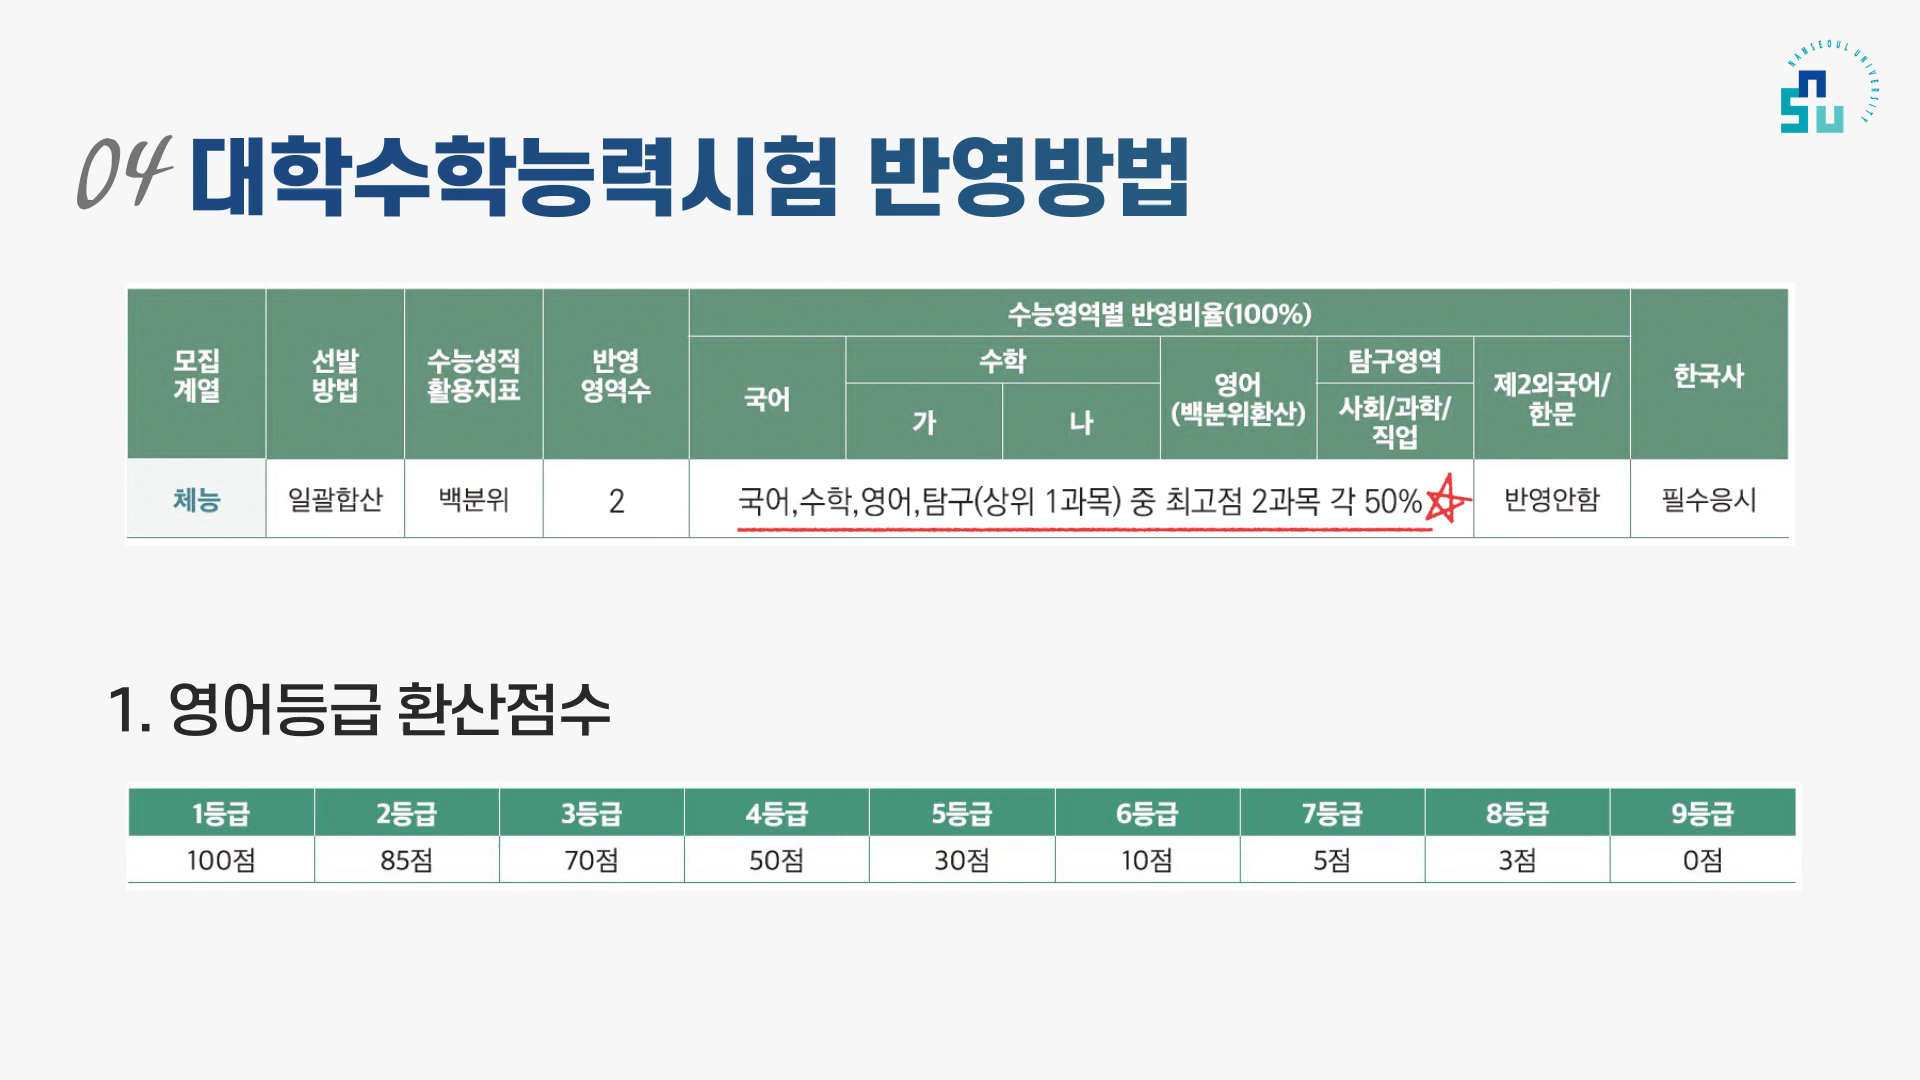 NAMSEOUL UNIVERSITY
snu
04 대학수학능력시험 반영방법
모집
계열
선발
방법
수능성적
활용지표
반영
영역수
수능영역별 반영비율(100%)
국어
수학
가
나
영어
(백분위환산)
탐구영역
사회/과학/
직업
제2외국어/
한문
한국사
체능
일괄합산
백분위
2
국어,수학,영어,탐구(상위 1과목) 중 최고점 2과목 각 50%
반영안함
필수응시
1. 영어등급 환산점수
1등급 2등급 3등급 4등급 5등급 6등급 7등급 8등급 9등급
100점 85점 70점 50점 30점 10점 5점 3점 0점